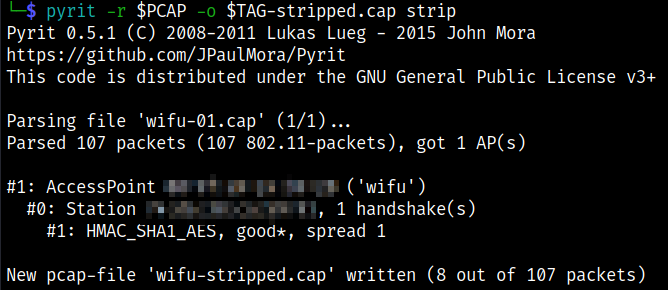 └─$ pyrit -r $PCAP -o $TAG-stripped.cap strip
Pyrit 0.5.1 (C) 2008-2011 Lukas Lueg - 2015 John Mora
https://github.com/JPaulMora/Pyrit
This code is distributed under the GNU General Public License v3+
Parsing file 'wifu-01.cap' (1/1)...
Parsed 107 packets (107 802.11-packets), got 1 AP(s)
#1: AccessPoint ('wifu')
#0: Station , 1 handshake(s)
#1: HMAC_SHA1_AES, good*, spread 1
New pcap-file 'wifu-stripped.cap' written (8 out of 107 packets)